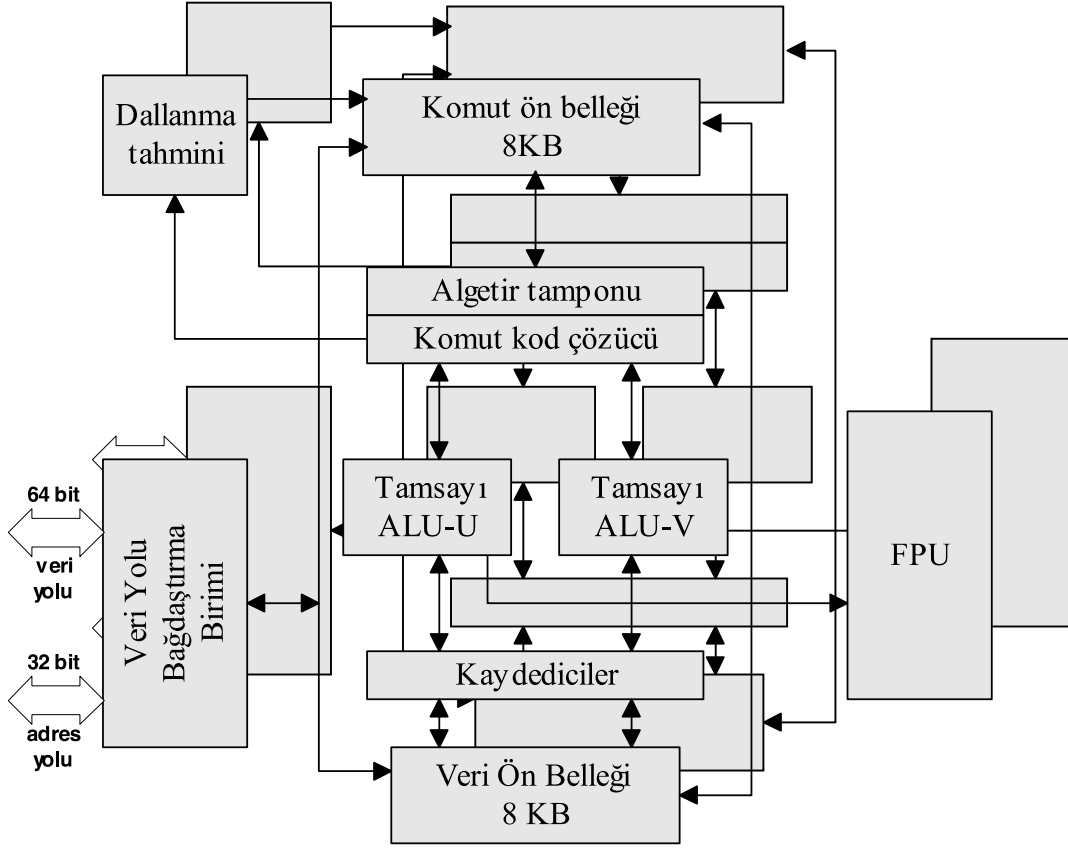 Dallanma
tahmini
Komut ön belleği
8KB
Algetir tamponu
Komut kod çözücü
64 bit
veri
yolu
32 bit
adres
yolu
Veri Yolu
Bağdaştırma
Birimi
Tamsayı
ALU-U
Tamsayı
ALU-V
FPU
Kaydediciler
Veri Ön Belleği
8 KB